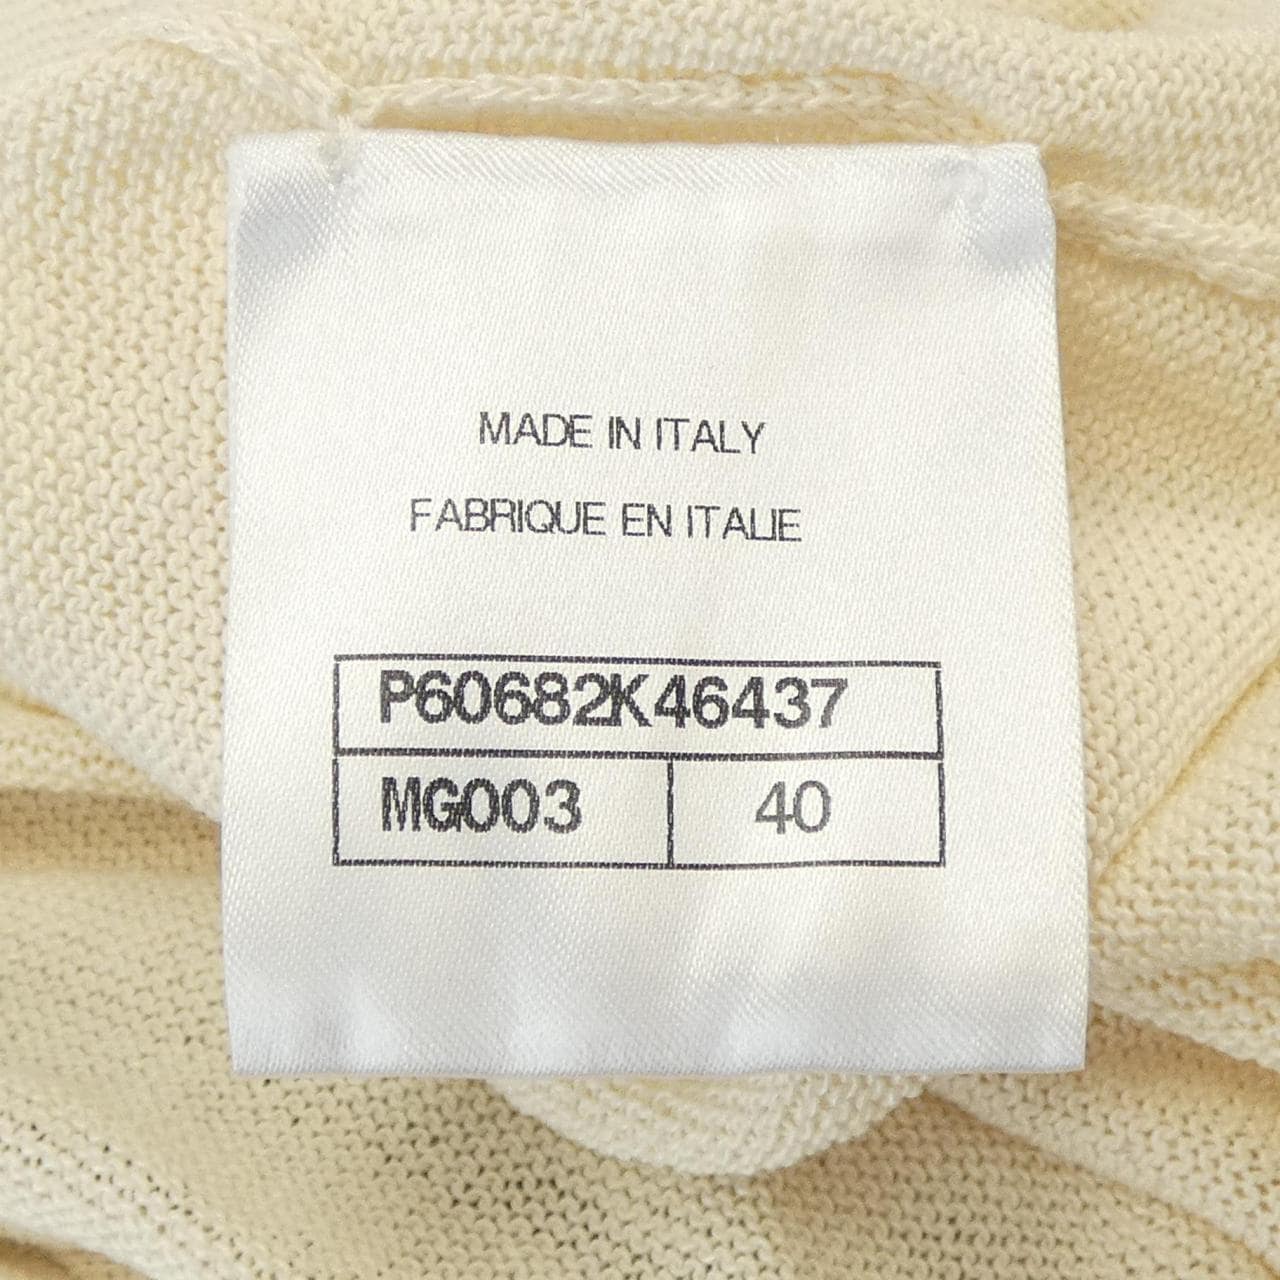 MADE IN ITALY
FABRIQUE EN ITALIE
P60682K46437
MG003 40